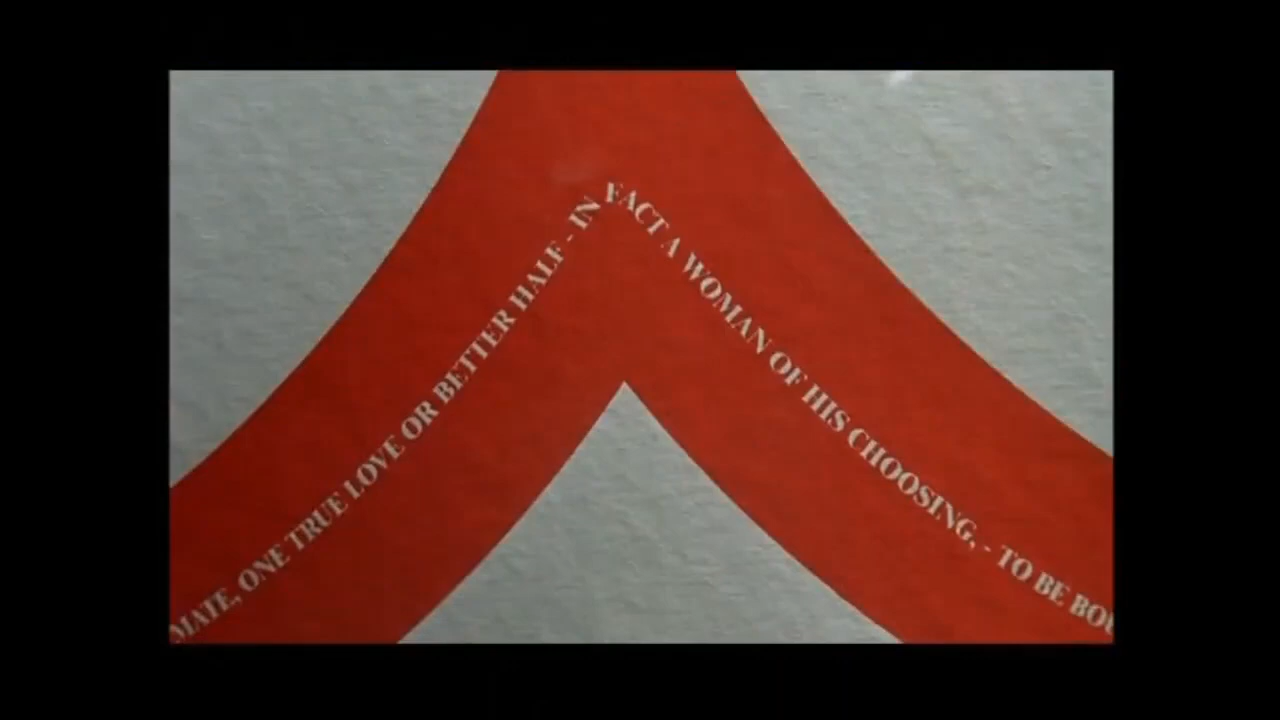 MATE, ONE TRUE LOVE OR BETTER HALF - IN FACT A WOMAN OF HIS CHOOSING, - TO BE